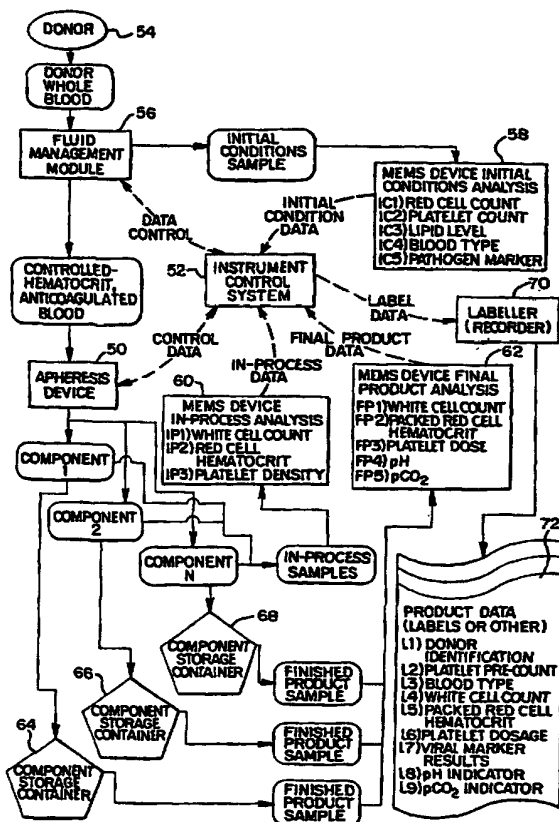 DONOR
54
DONOR
WHOLE
BLOOD
56
FLUID
MANAGEMENT
MODULE
INITIAL
CONDITIONS
SAMPLE
58
MEMS DEVICE INITIAL
CONDITIONS ANALYSIS
IC1) RED CELL COUNT
IC2) PLATELET COUNT
IC3) LIPID LEVEL
IC4) BLOOD TYPE
IC5) PATHOGEN MARKER
INITIAL
CONDITION
DATA
DATA
CONTROL
52
INSTRUMENT
CONTROL
SYSTEM
CONTROLLED-
HEMATOCRIT,
ANTICOAGULATED
BLOOD
LABEL
DATA
70
LABELLER
(RECORDER)
CONTROL
DATA
FINAL PRODUCT
DATA
IN-PROCESS
DATA
50
APHERESIS
DEVICE
60
MEMS DEVICE
IN-PROCESS ANALYSIS
IP1) WHITE CELL COUNT
IP2) RED CELL
HEMATOCRIT
IP3) PLATELET DENSITY
62
MEMS DEVICE FINAL
PRODUCT ANALYSIS
FP1) WHITE CELL COUNT
FP2) PACKED RED CELL
HEMATOCRIT
FP3) PLATELET DOSE
FP4) pH
FP5) pCO2
COMPONENT
1
COMPONENT
2
COMPONENT
N
IN-PROCESS
SAMPLES
72
68
COMPONENT
STORAGE
CONTAINER
FINISHED
PRODUCT
SAMPLE
66
COMPONENT
STORAGE
CONTAINER
FINISHED
PRODUCT
SAMPLE
64
COMPONENT
STORAGE
CONTAINER
FINISHED
PRODUCT
SAMPLE
PRODUCT DATA
(LABELS OR OTHER)
L1) DONOR
IDENTIFICATION
L2) PLATELET PRE-COUNT
L3) BLOOD TYPE
L4) WHITE CELL COUNT
L5) PACKED RED CELL
HEMATOCRIT
L6) PLATELET DOSAGE
L7) VIRAL MARKER
RESULTS
L8) pH INDICATOR
L9) pCO2 INDICATOR